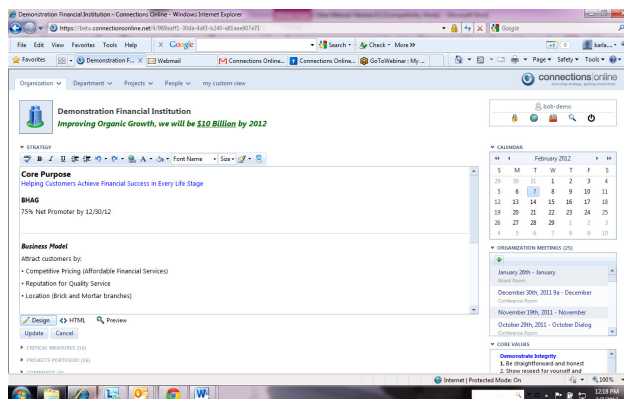 Demonstration Financial Institution - Connections Online - Windows Internet Explorer
https://beta.connectionsonline.net
Google
File Edit View Favorites Tools Help
x Google Search Check More >>
Favorites Demonstration F... Webmail Connections Online... Connections Online... GoToWebinar : My ... Page Safety Tools
Organization Department Projects People my custom view
connections|online
Demonstration Financial Institution
Improving Organic Growth, we will be $10 Billion by 2012
bob-demo
STRATEGY
B I U A Font Name Size
Core Purpose
Helping Customers Achieve Financial Success in Every Life Stage
BHAG
75% Net Promoter by 12/30/12
Business Model
Attract customers by:
• Competitive Pricing (Affordable Financial Services)
• Reputation for Quality Service
• Location (Brick and Mortar branches)
Design HTML Preview
Update Cancel
CRITICAL MEASURES (16)
PROJECTS PORTFOLIO (16)
CALENDAR
February 2012
S M T W T F S
29 30 31 1 2 3 4
5 6 7 8 9 10 11
12 13 14 15 16 17 18
19 20 21 22 23 24 25
26 27 28 29 1 2 3
4 5 6 7 8 9 10
ORGANIZATION MEETINGS (25)
January 26th - January
Board Room
December 30th, 2011 9a - December
Conference Room
November 19th, 2011 - November
October 29th, 2011 - October Dialog
Conference Room
CORE VALUES
Demonstrate Integrity
1. Be straightforward and honest
2. Show respect for yourself and
Internet | Protected Mode: On
100%
12:18 PM